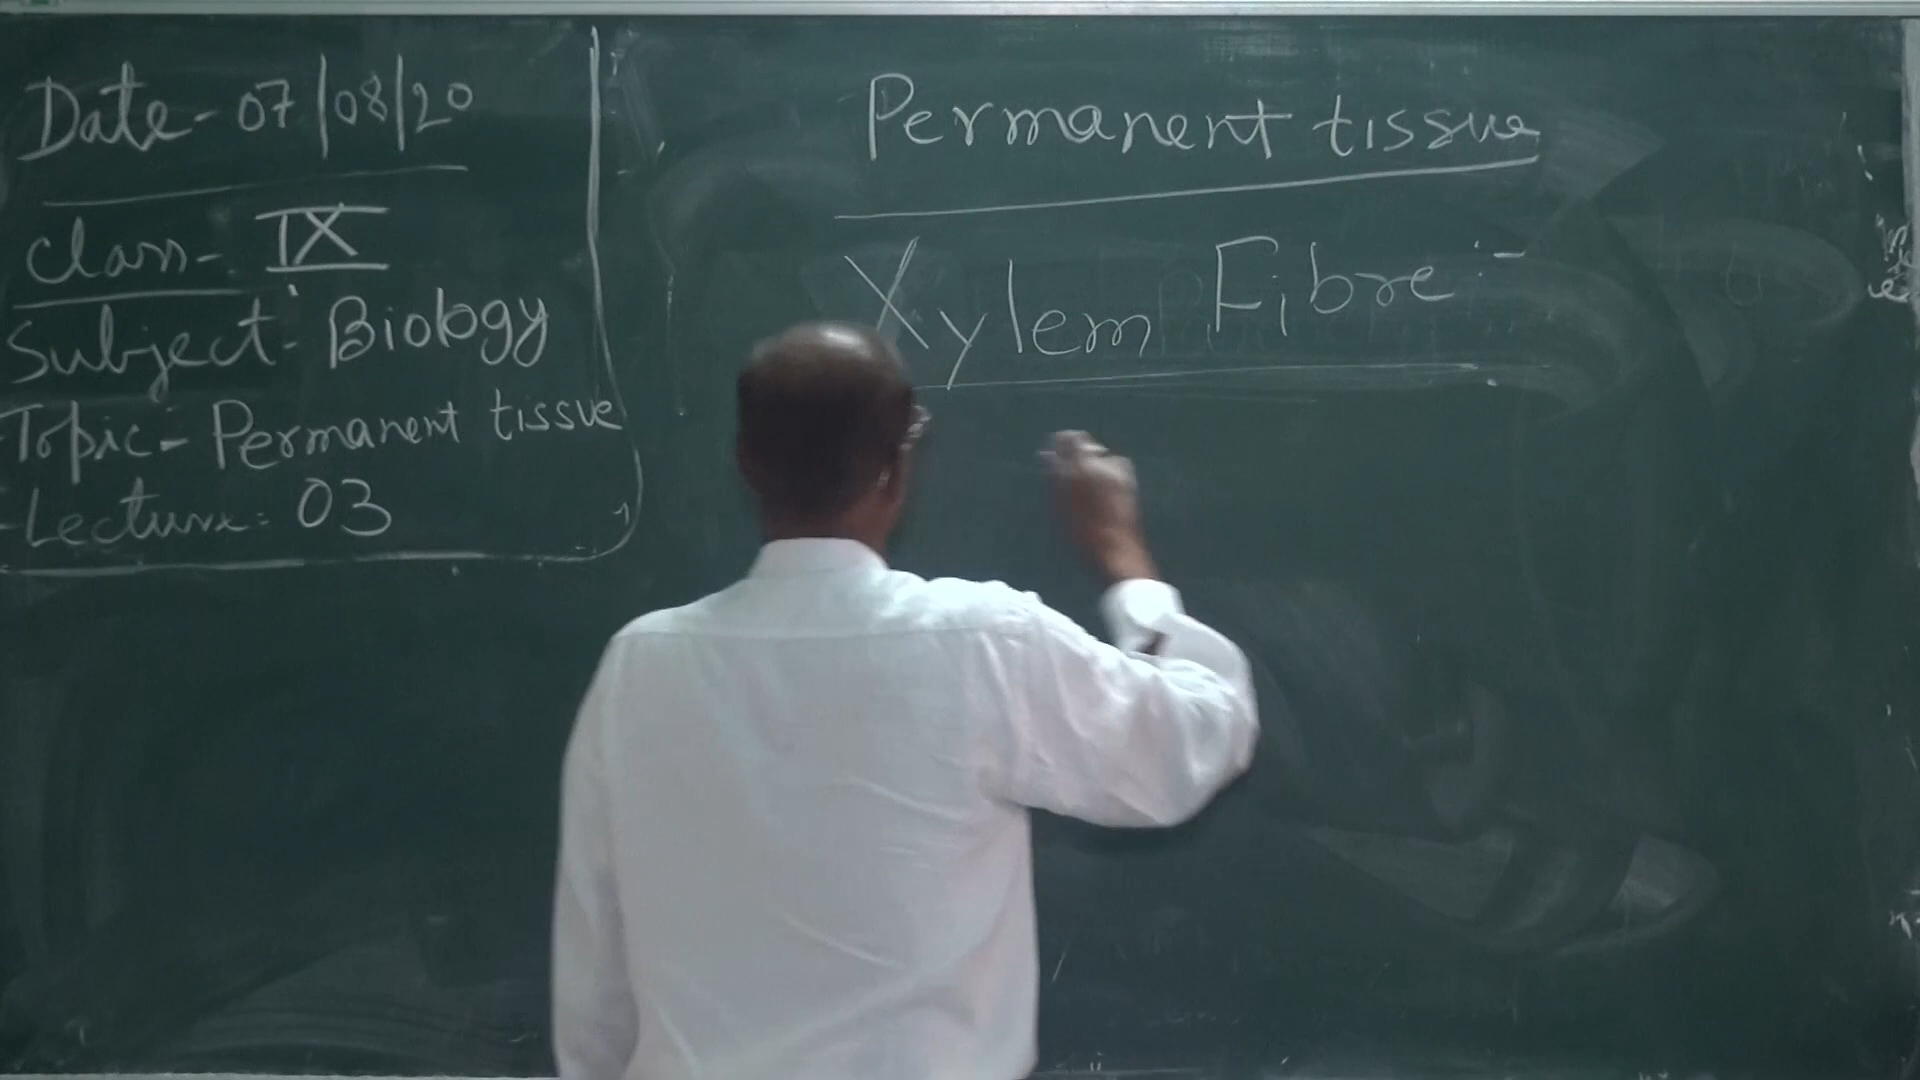 Date- 07/08/20
Class- IX
Subject: Biology
Topic:- Permanent tissue
Lecture: 03
Permanent tissue
Xylem Fibre:-